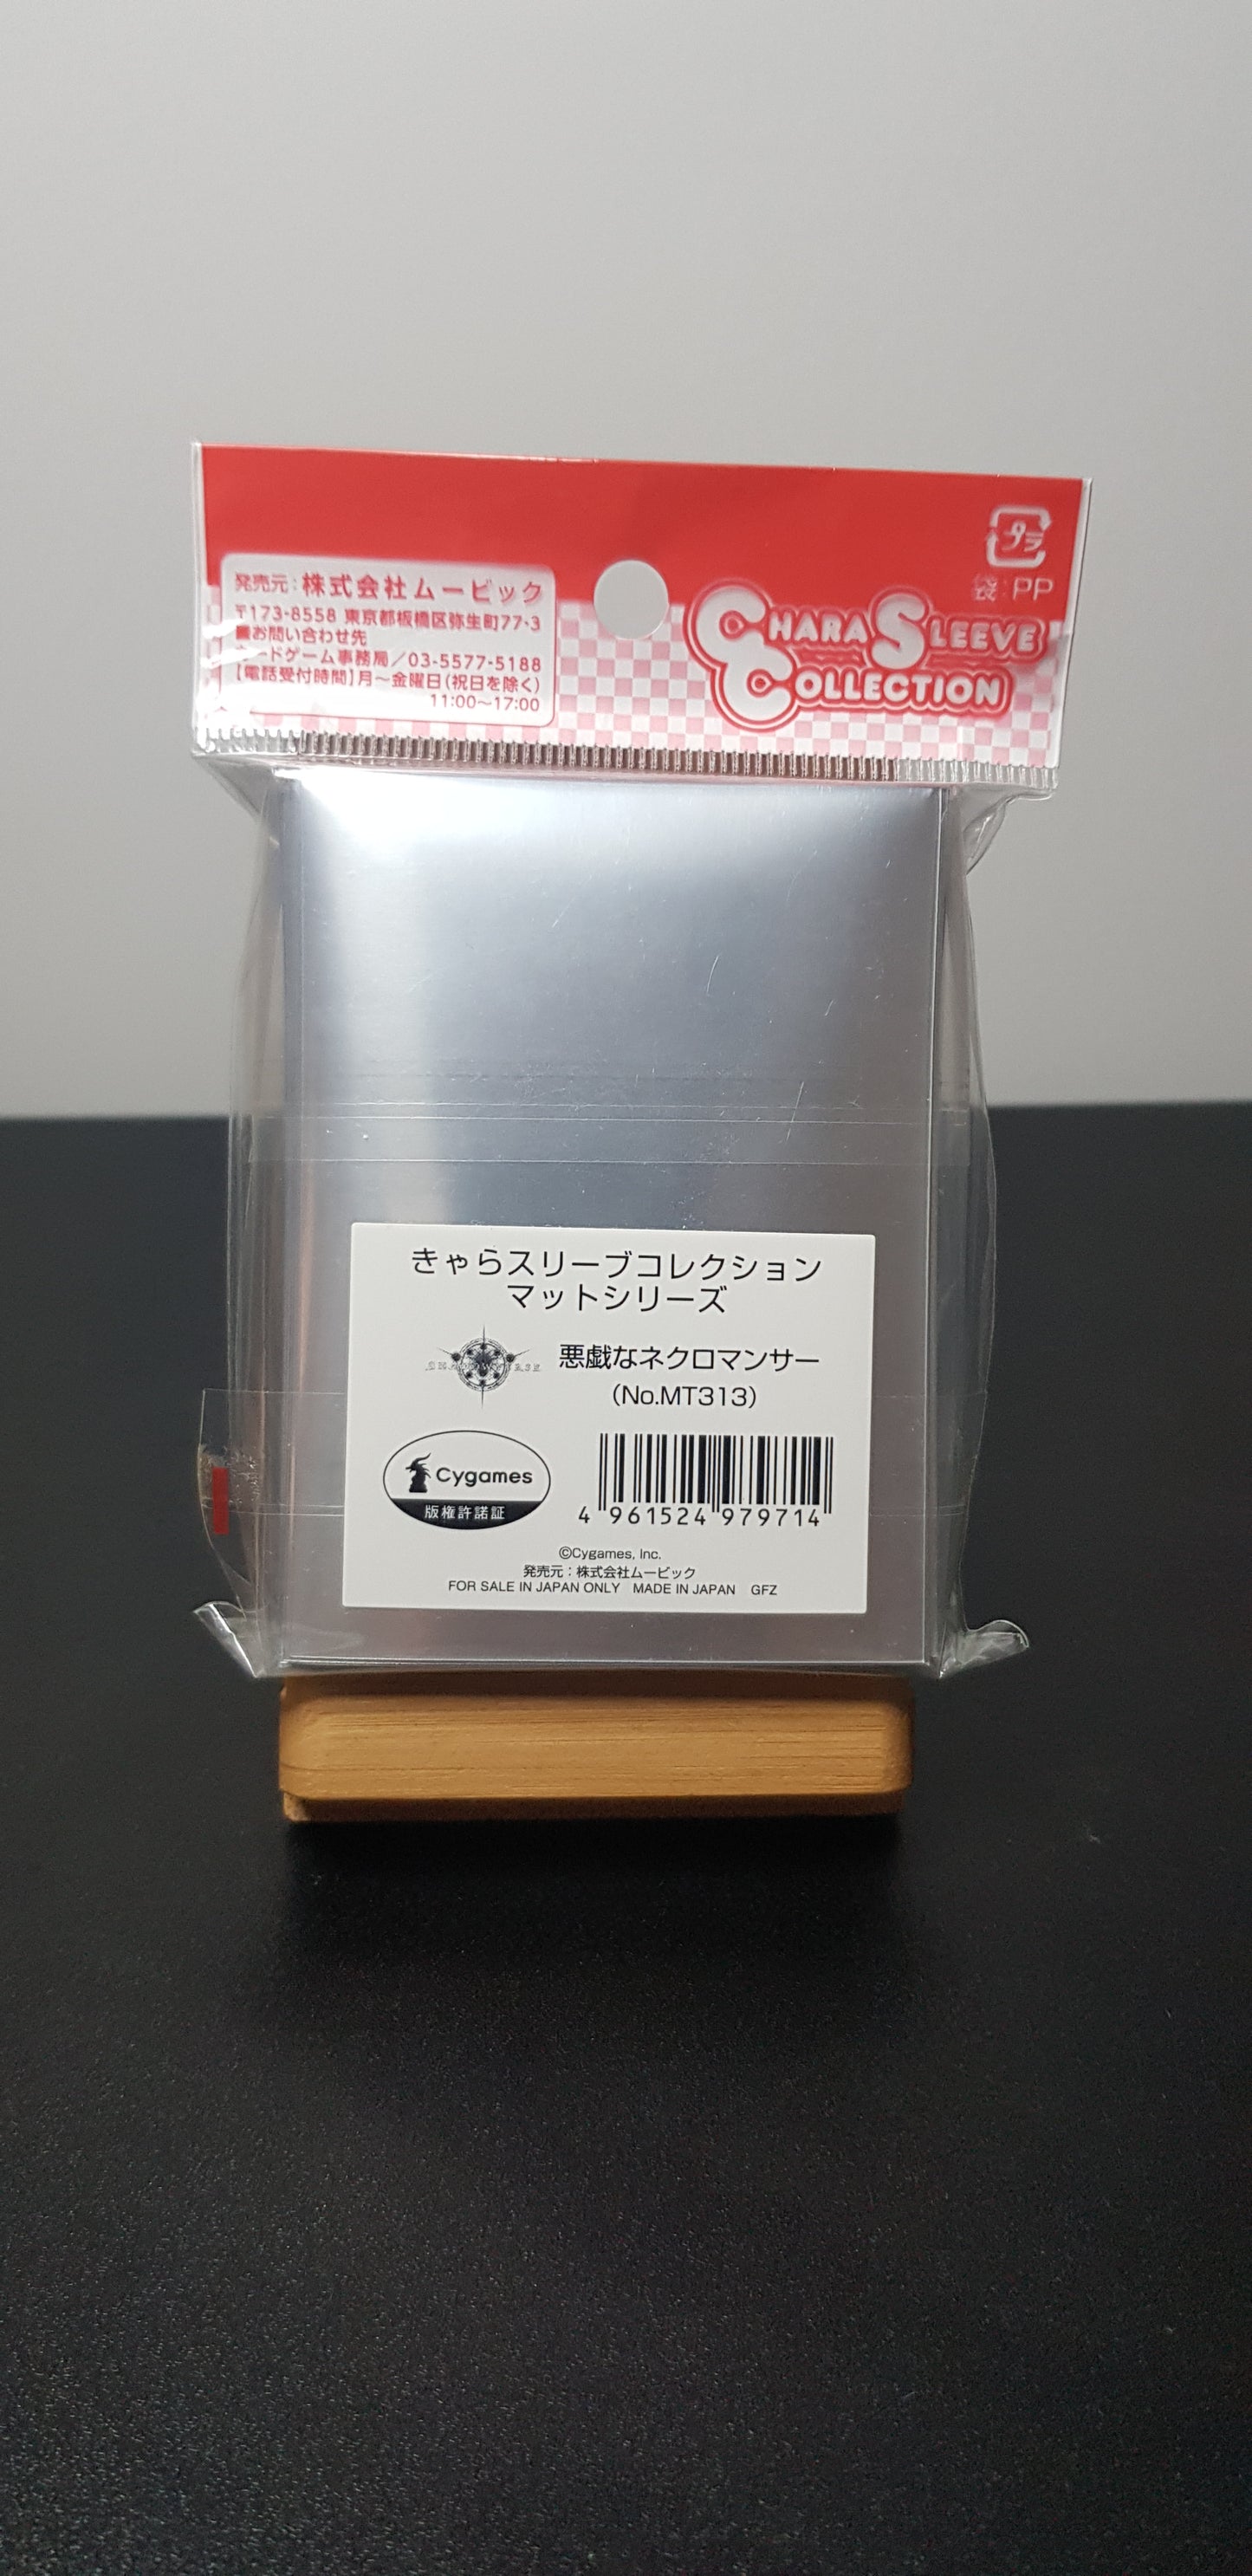 発売元:株式会社ムービック
〒173-8558 東京都板橋区弥生町77-3
■お問い合わせ先
カードゲーム事務局/03-5577-5188
【電話受付時間】月〜金曜日(祝日を除く)
11:00〜17:00
プラ
袋:PP
CHARA SLEEVE
COLLECTION
きゃらスリーブコレクション
マットシリーズ
SHADOWVERSE
悪戯なネクロマンサー
(No.MT313)
Cygames
版権許諾証
4 961524 979714
©Cygames, Inc.
発売元:株式会社ムービック
FOR SALE IN JAPAN ONLY MADE IN JAPAN GFZ